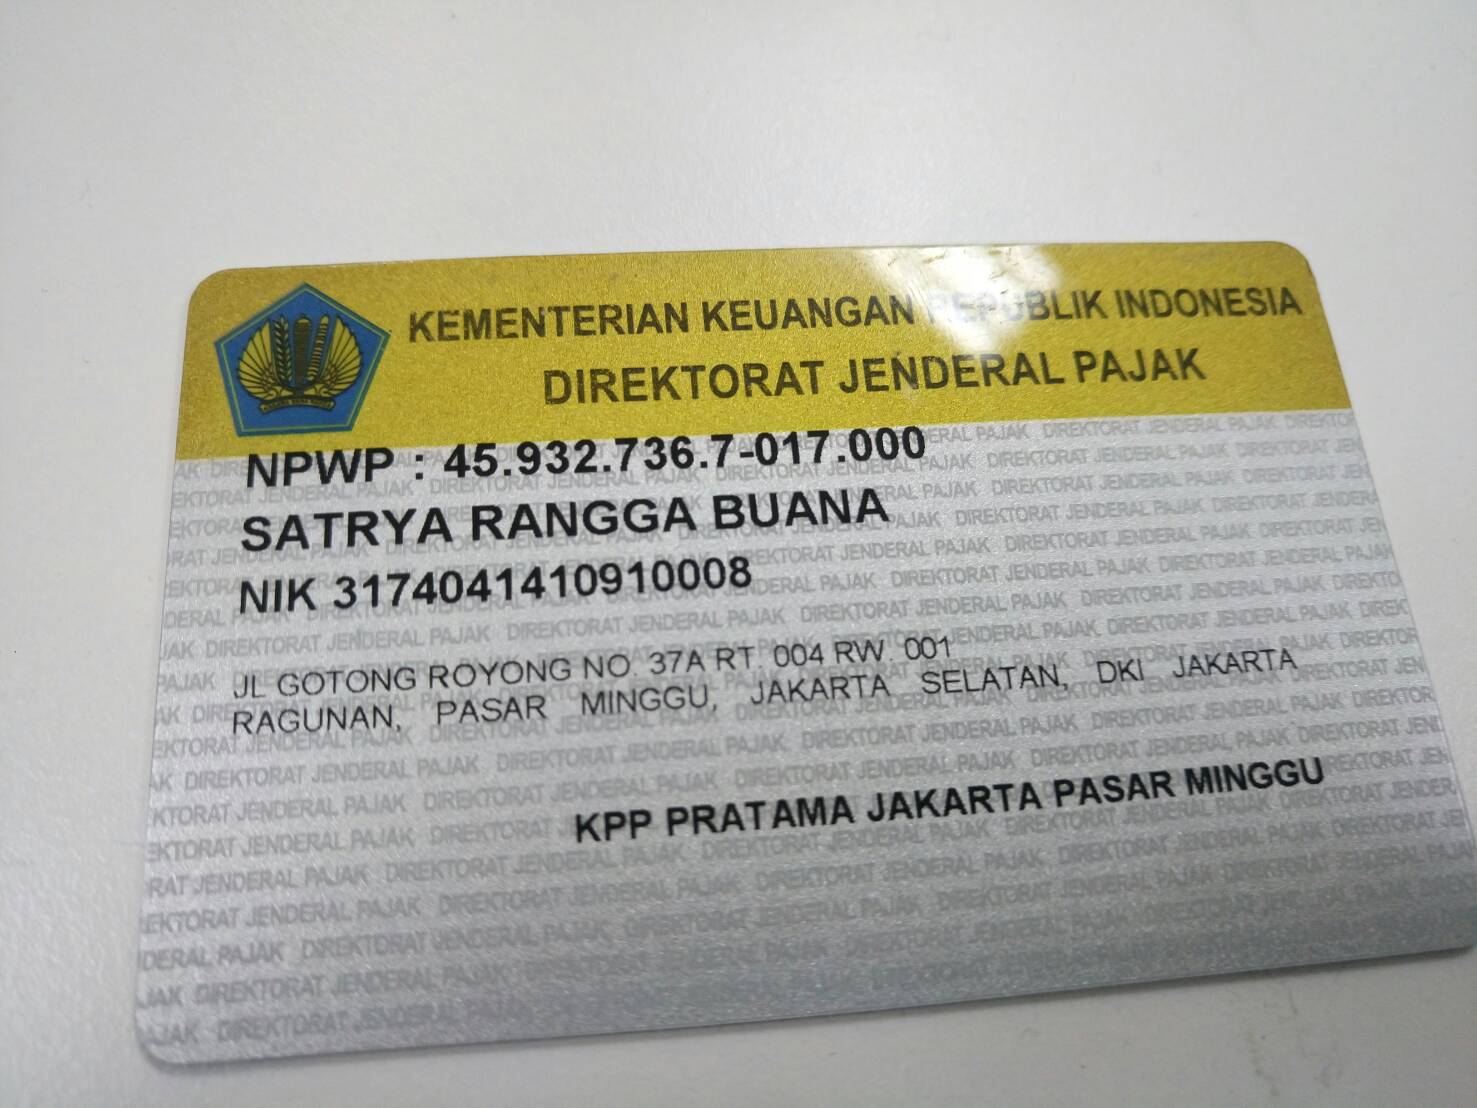 KEMENTERIAN KEUANGAN REPUBLIK INDONESIA
DIREKTORAT JENDERAL PAJAK
NPWP : 45.932.736.7-017.000
SATRYA RANGGA BUANA
NIK 3174041410910008
JL GOTONG ROYONG NO. 37A RT. 004 RW. 001
RAGUNAN, PASAR MINGGU, JAKARTA SELATAN, DKI JAKARTA
KPP PRATAMA JAKARTA PASAR MINGGU